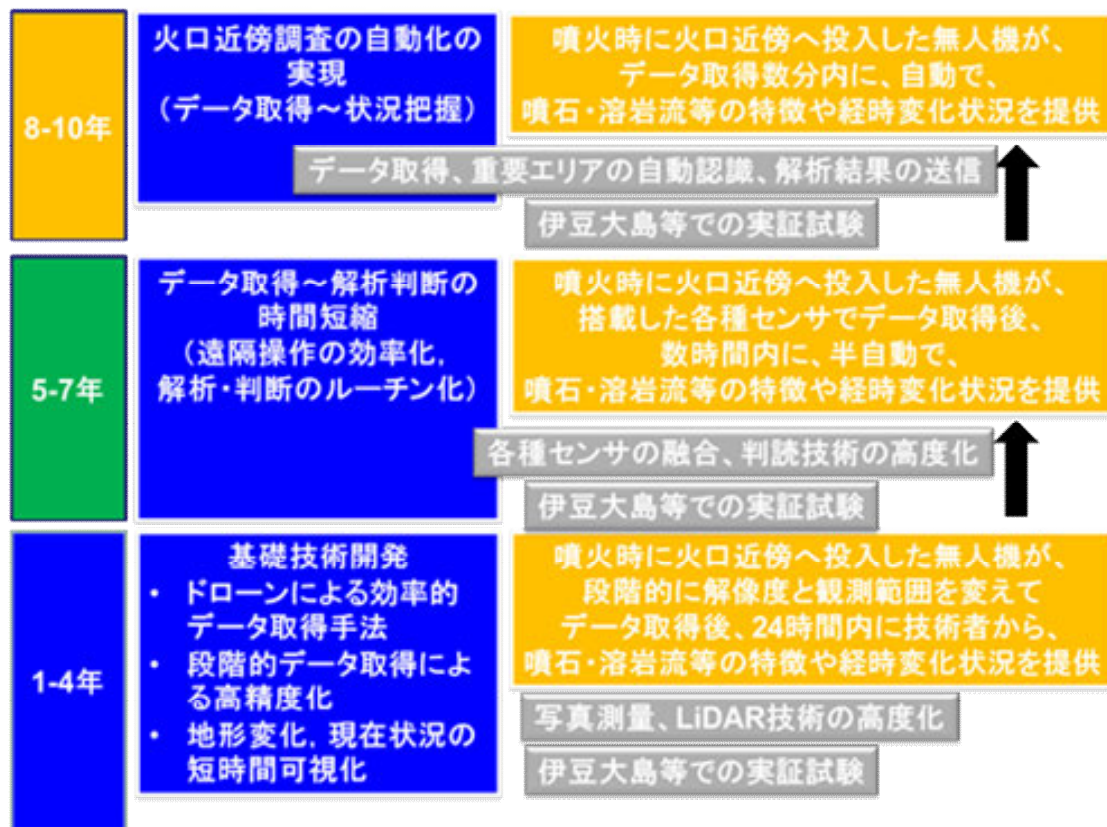 8-10年
火口近傍調査の自動化の
実現
（データ取得～状況把握）
噴火時に火口近傍へ投入した無人機が、
データ取得数分内に、自動で、
噴石・溶岩流等の特徴や経時変化状況を提供
データ取得、重要エリアの自動認識、解析結果の送信
伊豆大島等での実証試験
5-7年
データ取得～解析判断の
時間短縮
（遠隔操作の効率化，
解析・判断のルーチン化）
噴火時に火口近傍へ投入した無人機が、
搭載した各種センサでデータ取得後、
数時間内に、半自動で、
噴石・溶岩流等の特徴や経時変化状況を提供
各種センサの融合、判読技術の高度化
伊豆大島等での実証試験
1-4年
基礎技術開発
• ドローンによる効率的
データ取得手法
• 段階的データ取得によ
る高精度化
• 地形変化，現在状況の
短時間可視化
噴火時に火口近傍へ投入した無人機が、
段階的に解像度と観測範囲を変えて
データ取得後、24時間内に技術者から、
噴石・溶岩流等の特徴や経時変化状況を提供
写真測量、LiDAR技術の高度化
伊豆大島等での実証試験